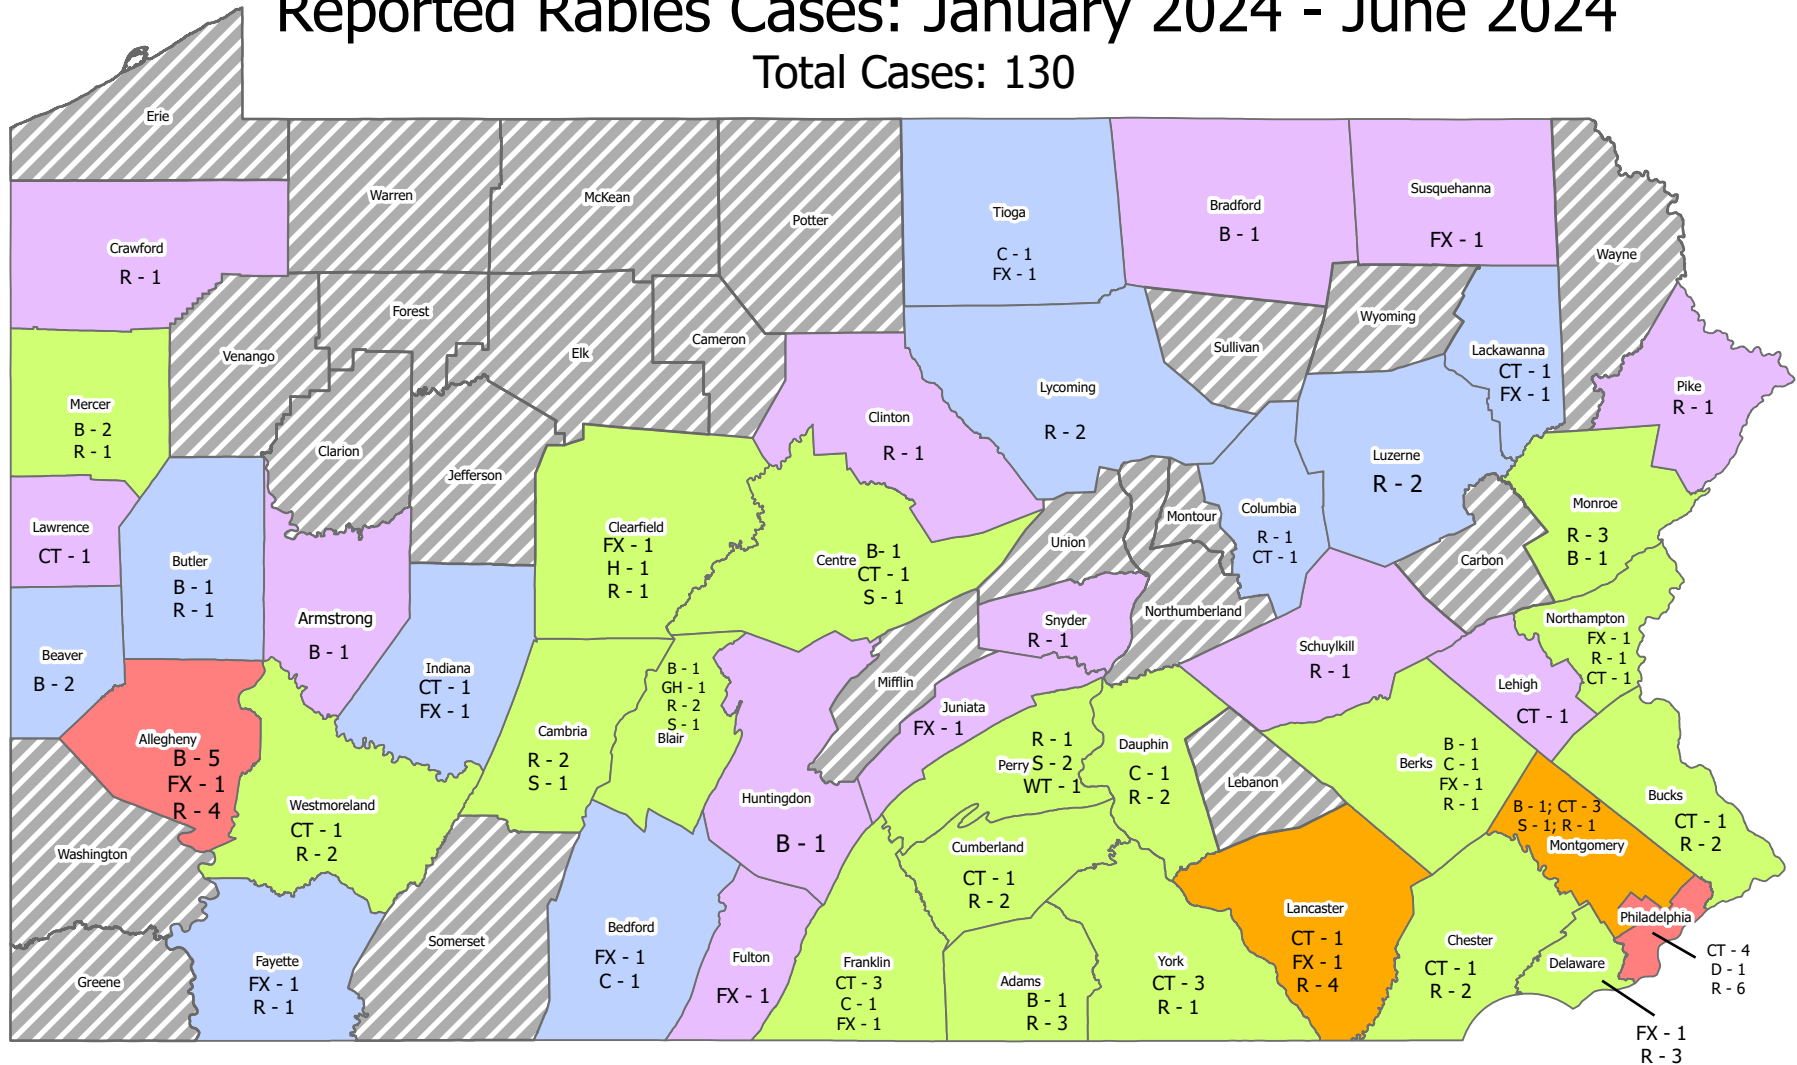 Reported Rabies Cases: January 2024 - June 2024
Total Cases: 130
Erie
Warren
McKean
Potter
Tioga
C - 1
FX - 1
Bradford
B - 1
Susquehanna
FX - 1
Wayne
Crawford
R - 1
Forest
Venango
Elk
Cameron
Sullivan
Wyoming
Lackawanna
CT - 1
FX - 1
Pike
R - 1
Mercer
B - 2
R - 1
Clarion
Jefferson
Clinton
R - 1
Lycoming
R - 2
Luzerne
R - 2
Monroe
R - 3
B - 1
Lawrence
CT - 1
Butler
B - 1
R - 1
Armstrong
B - 1
Clearfield
FX - 1
H - 1
R - 1
Centre
B- 1
CT - 1
S - 1
Union
Montour
Columbia
R - 1
CT - 1
Carbon
Northumberland
Snyder
R - 1
Northampton
FX - 1
R - 1
CT - 1
Beaver
B - 2
Indiana
CT - 1
FX - 1
B - 1
GH - 1
R - 2
S - 1
Blair
Mifflin
Juniata
FX - 1
Schuylkill
R - 1
Lehigh
CT - 1
Allegheny
B - 5
FX - 1
R - 4
Cambria
R - 2
S - 1
Huntingdon
B - 1
Perry
R - 1
S - 2
WT - 1
Dauphin
C - 1
R - 2
Lebanon
Berks
B - 1
C - 1
FX - 1
R - 1
Bucks
CT - 1
R - 2
Westmoreland
CT - 1
R - 2
Washington
Cumberland
CT - 1
R - 2
B - 1; CT - 3
S - 1; R - 1
Montgomery
Greene
Fayette
FX - 1
R - 1
Somerset
Bedford
FX - 1
C - 1
Fulton
FX - 1
Franklin
CT - 3
C - 1
FX - 1
Adams
B - 1
R - 3
York
CT - 3
R - 1
Lancaster
CT - 1
FX - 1
R - 4
Chester
CT - 1
R - 2
Philadelphia
CT - 4
D - 1
R - 6
Delaware
FX - 1
R - 3